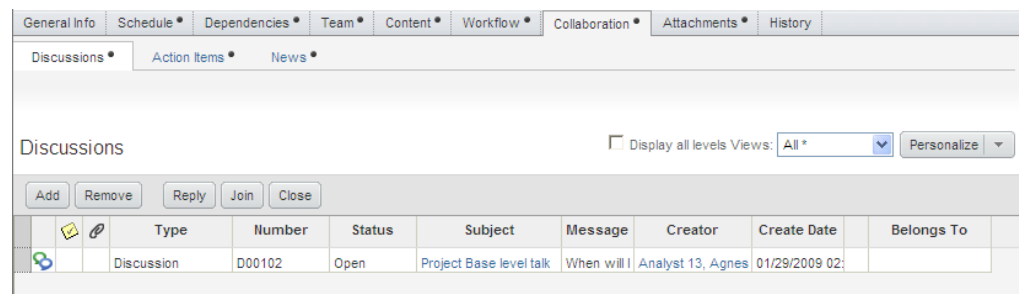 General Info Schedule Dependencies Team Content Workflow Collaboration Attachments History
Discussions Action Items News
Discussions Display all levels Views: All * Personalize
Add Remove Reply Join Close
Type Number Status Subject Message Creator Create Date Belongs To
Discussion D00102 Open Project Base level talk When will I Analyst 13, Agnes 01/29/2009 02: